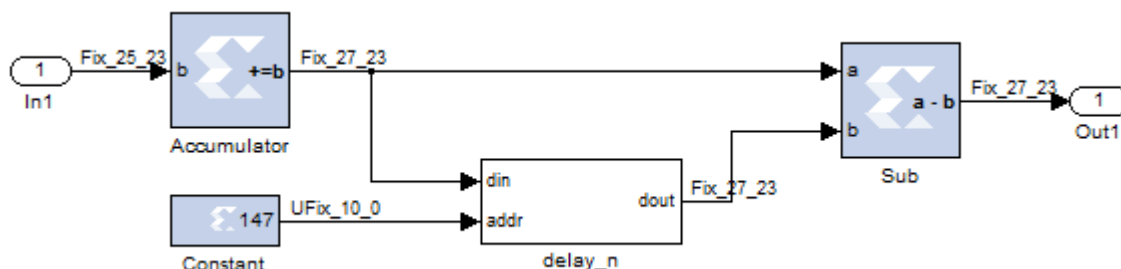 1
In1
Fix_25_23
b
+=b
Accumulator
Fix_27_23
147
Constant
UFix_10_0
din
addr
dout
delay_n
Fix_27_23
a
b
a - b
Sub
Fix_27_23
1
Out1